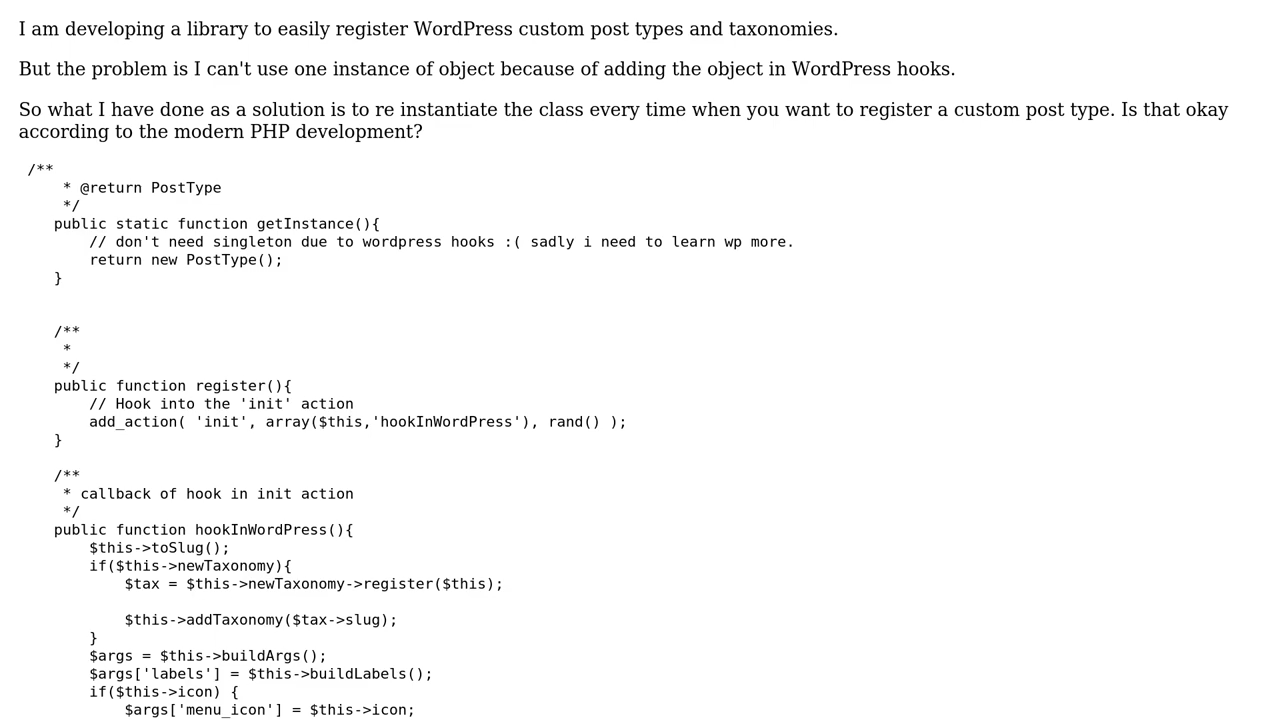 I am developing a library to easily register WordPress custom post types and taxonomies.
But the problem is I can't use one instance of object because of adding the object in WordPress hooks.
So what I have done as a solution is to re instantiate the class every time when you want to register a custom post type. Is that okay
according to the modern PHP development?
/**
* @return PostType
*/
public static function getInstance(){
// don't need singleton due to wordpress hooks :( sadly i need to learn wp more.
return new PostType();
}
/**
*
*/
public function register(){
// Hook into the 'init' action
add_action( 'init', array($this,'hookInWordPress'), rand() );
}
/**
* callback of hook in init action
*/
public function hookInWordPress(){
$this->toSlug();
if($this->newTaxonomy){
$tax = $this->newTaxonomy->register($this);
$this->addTaxonomy($tax->slug);
}
$args = $this->buildArgs();
$args['labels'] = $this->buildLabels();
if($this->icon) {
$args['menu_icon'] = $this->icon;